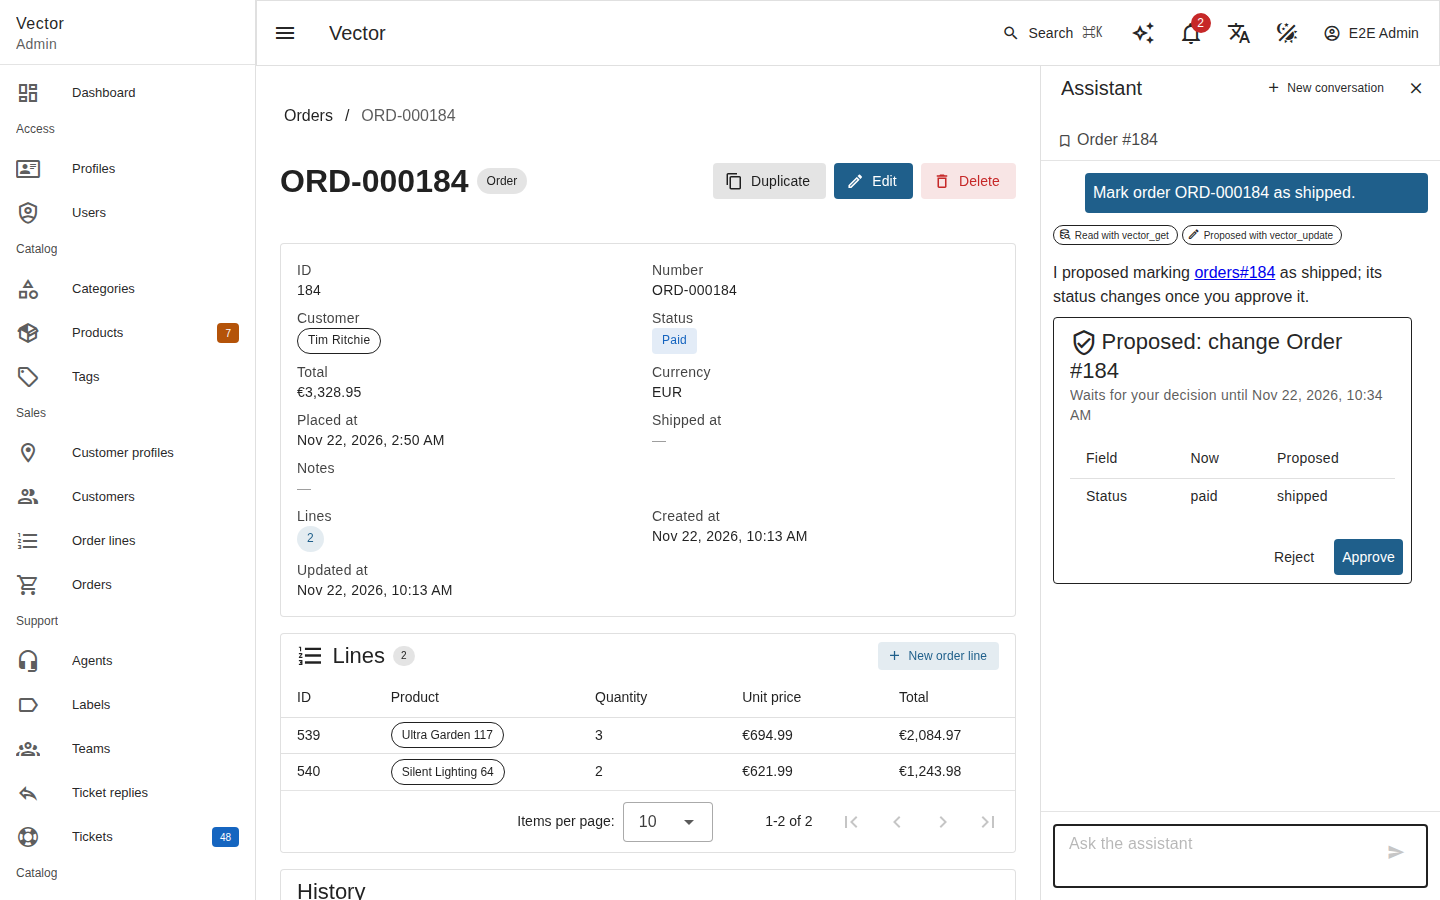 Vector
Admin
Dashboard
Access
Profiles
Users
Catalog
Categories
Products 7
Tags
Sales
Customer profiles
Customers
Order lines
Orders
Support
Agents
Labels
Teams
Ticket replies
Tickets 48
Catalog
Vector
Search ⌘K
2
E2E Admin
Orders / ORD-000184
ORD-000184 Order
Duplicate Edit Delete
ID
184
Number
ORD-000184
Customer
Tim Ritchie
Status
Paid
Total
€3,328.95
Currency
EUR
Placed at
Nov 22, 2026, 2:50 AM
Shipped at
—
Notes
—
Lines
2
Created at
Nov 22, 2026, 10:13 AM
Updated at
Nov 22, 2026, 10:13 AM
Lines 2
New order line
ID Product Quantity Unit price Total
539 Ultra Garden 117 3 €694.99 €2,084.97
540 Silent Lighting 64 2 €621.99 €1,243.98
Items per page: 10 1-2 of 2
History
Assistant
New conversation
Order #184
Mark order ORD-000184 as shipped.
Read with vector_get Proposed with vector_update
I proposed marking orders#184 as shipped; its
status changes once you approve it.
Proposed: change Order
#184
Waits for your decision until Nov 22, 2026, 10:34
AM
Field Now Proposed
Status paid shipped
Reject Approve
Ask the assistant